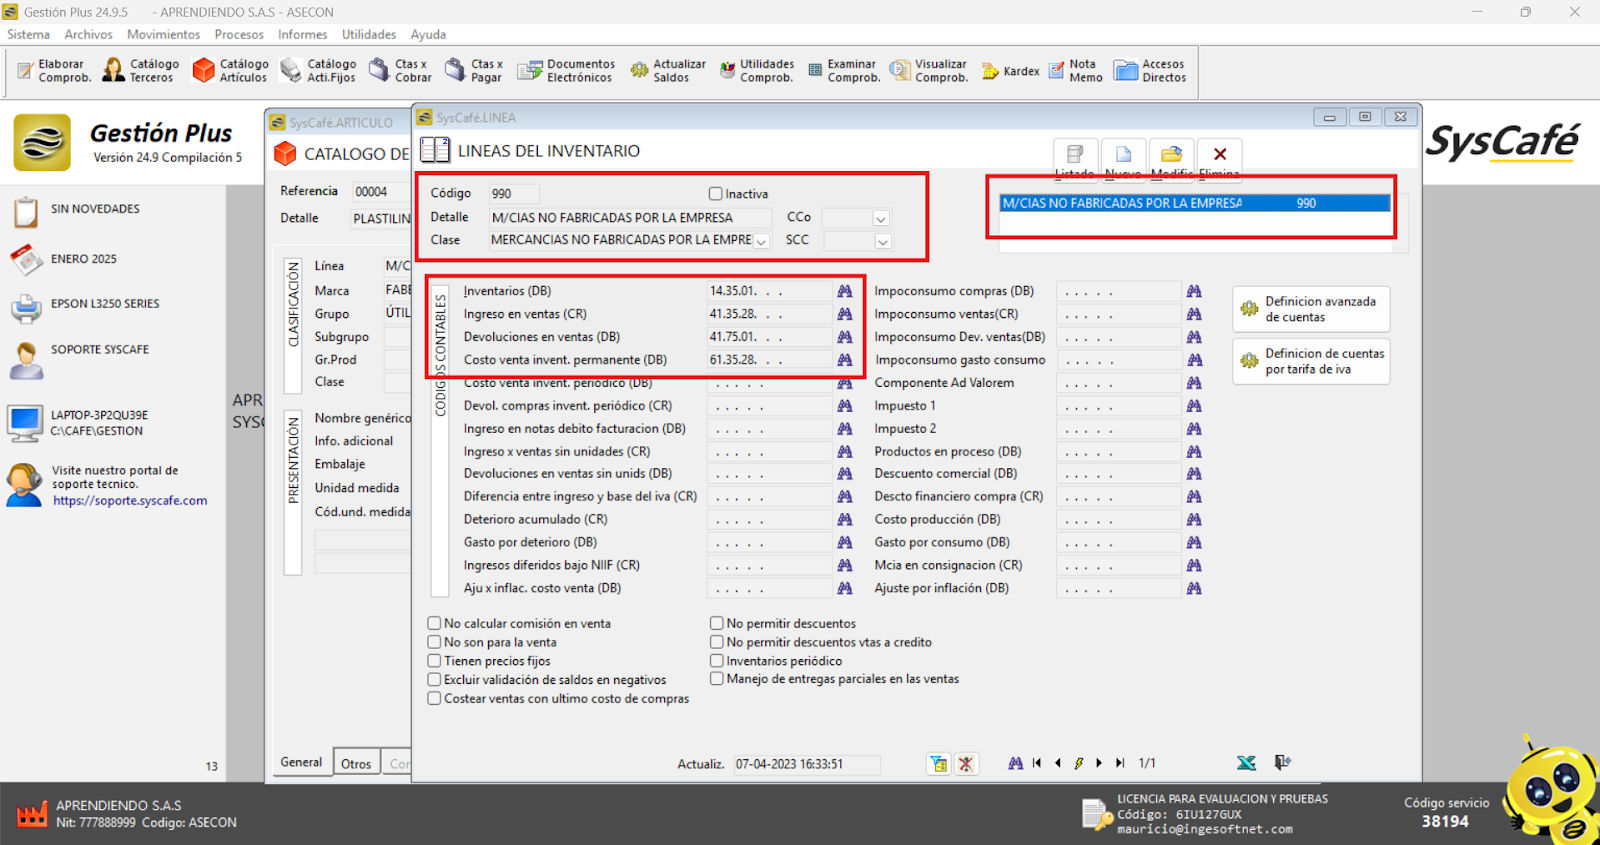 Gestión Plus 24.9.5 - APRENDIENDO S.A.S - ASECON
Sistema Archivos Movimientos Procesos Informes Utilidades Ayuda
Elaborar Comprob.
Catálogo Terceros
Catálogo Artículos
Catálogo Acti.Fijos
Ctas x Cobrar
Ctas x Pagar
Documentos Electrónicos
Actualizar Saldos
Utilidades Comprob.
Examinar Comprob.
Visualizar Comprob.
Kardex
Nota Memo
Accesos Directos
Gestión Plus
Versión 24.9 Compilación 5
SIN NOVEDADES
ENERO 2025
EPSON L3250 SERIES
SOPORTE SYSCAFE
LAPTOP-3P2QU39E
C:\CAFE\GESTION
Visite nuestro portal de
soporte tecnico.
https://soporte.syscafe.com
13
APR
SYSC
SysCafé.ARTICULO
CATALOGO DE
Referencia 00004
Detalle PLASTILIN
CLASIFICACIÓN
Línea M/C
Marca FABE
Grupo ÚTIL
Subgrupo
Gr.Prod
Clase
PRESENTACIÓN
Nombre genérico
Info. adicional
Embalaje
Unidad medida
Cód.und. medida
General Otros Con
SysCafé.LINEA
LINEAS DEL INVENTARIO
Listado Nuevo Modific Elimina
Código 990 Inactiva
Detalle M/CIAS NO FABRICADAS POR LA EMPRESA CCo
Clase MERCANCIAS NO FABRICADAS POR LA EMPRE SCC
M/CIAS NO FABRICADAS POR LA EMPRESA 990
CODIGOS CONTABLES
Inventarios (DB) 14.35.01. . .
Ingreso en ventas (CR) 41.35.28. . .
Devoluciones en ventas (DB) 41.75.01. . .
Costo venta invent. permanente (DB) 61.35.28. . .
Costo venta invent. periódico (DB) . . . . .
Devol. compras invent. periódico (CR) . . . . .
Ingreso en notas debito facturacion (DB) . . . . .
Ingreso x ventas sin unidades (CR) . . . . .
Devoluciones en ventas sin unids (DB) . . . . .
Diferencia entre ingreso y base del iva (CR) . . . . .
Deterioro acumulado (CR) . . . . .
Gasto por deterioro (DB) . . . . .
Ingresos diferidos bajo NIIF (CR) . . . . .
Aju x inflac. costo venta (DB) . . . . .
Impoconsumo compras (DB) . . . . .
Impoconsumo ventas(CR) . . . . .
Impoconsumo Dev. ventas(DB) . . . . .
Impoconsumo gasto consumo . . . . .
Componente Ad Valorem . . . . .
Impuesto 1 . . . . .
Impuesto 2 . . . . .
Productos en proceso (DB) . . . . .
Descuento comercial (DB) . . . . .
Descto financiero compra (CR) . . . . .
Costo producción (DB) . . . . .
Gasto por consumo (DB) . . . . .
Mcia en consignacion (CR) . . . . .
Ajuste por inflación (DB) . . . . .
Definicion avanzada
de cuentas
Definicion de cuentas
por tarifa de iva
No calcular comisión en venta
No son para la venta
Tienen precios fijos
Excluir validación de saldos en negativos
Costear ventas con ultimo costo de compras
No permitir descuentos
No permitir descuentos vtas a credito
Inventarios periódico
Manejo de entregas parciales en las ventas
Actualiz. 07-04-2023 16:33:51
1/1
SysCafé
APRENDIENDO S.A.S
Nit: 777888999 Codigo: ASECON
LICENCIA PARA EVALUACION Y PRUEBAS
Código: 6IU127GUX
mauricio@ingesoftnet.com
Código servicio
38194